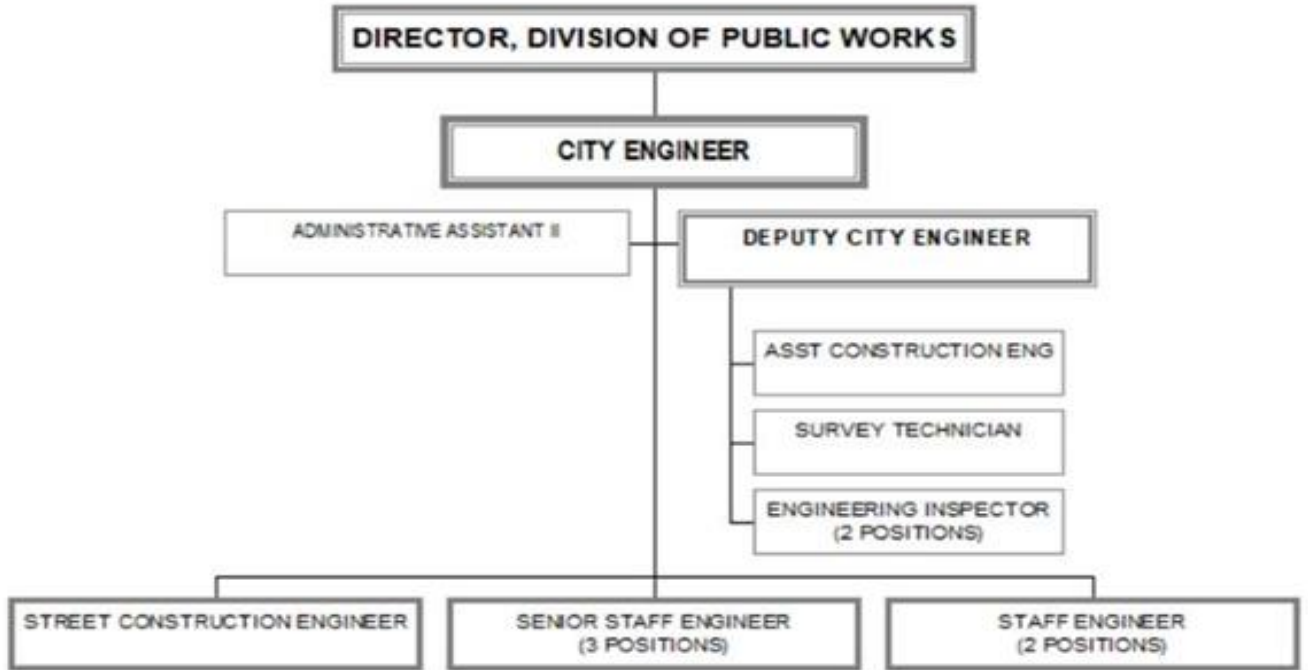 DIRECTOR, DIVISION OF PUBLIC WORKS
CITY ENGINEER
ADMINISTRATIVE ASSISTANT II
DEPUTY CITY ENGINEER
ASST CONSTRUCTION ENG
SURVEY TECHNICIAN
ENGINEERING INSPECTOR
(2 POSITIONS)
STREET CONSTRUCTION ENGINEER
SENIOR STAFF ENGINEER
(3 POSITIONS)
STAFF ENGINEER
(2 POSITIONS)